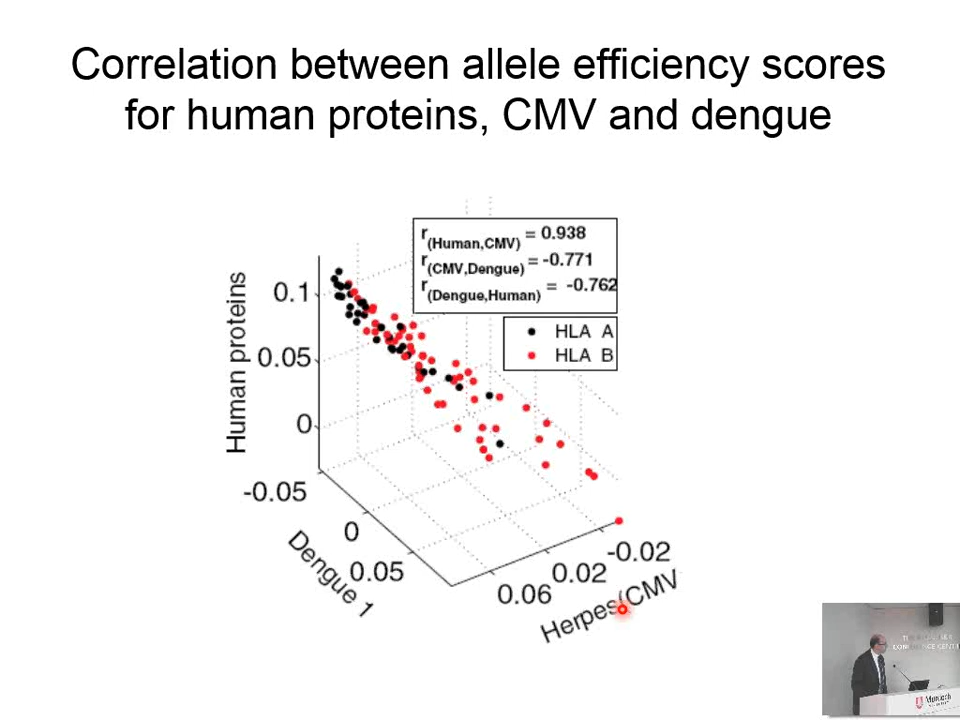 Correlation between allele efficiency scores
for human proteins, CMV and dengue
r(Human,CMV) = 0.938
r(CMV,Dengue) = -0.771
r(Dengue,Human) = -0.762
HLA A
HLA B
Human proteins
0.1
0.05
0
-0.05
0
0.05
Dengue 1
0.06
0.02
-0.02
Herpes(CMV